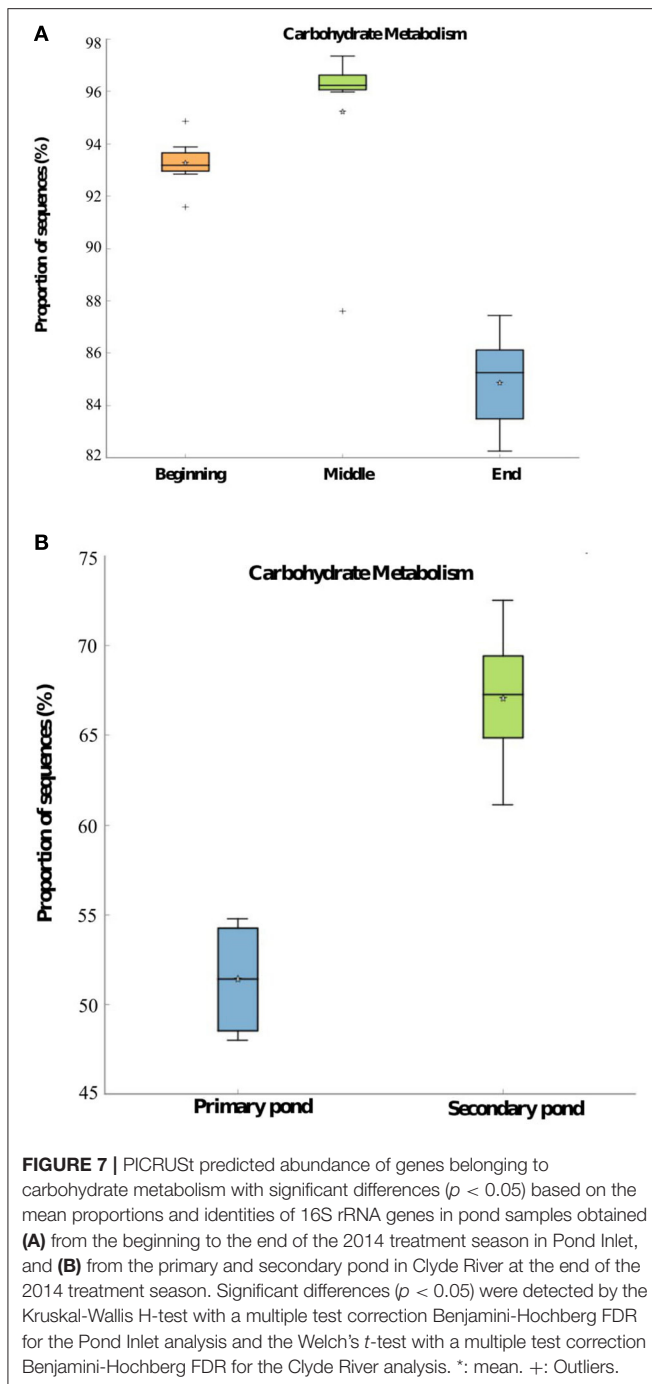 A
Carbohydrate Metabolism
Proportion of sequences (%)
98
96
94
92
90
88
86
84
82
Beginning Middle End
B
Carbohydrate Metabolism
Proportion of sequences (%)
75
70
65
60
55
50
45
Primary pond Secondary pond
FIGURE 7 | PICRUSt predicted abundance of genes belonging to
carbohydrate metabolism with significant differences (p < 0.05) based on the
mean proportions and identities of 16S rRNA genes in pond samples obtained
(A) from the beginning to the end of the 2014 treatment season in Pond Inlet,
and (B) from the primary and secondary pond in Clyde River at the end of the
2014 treatment season. Significant differences (p < 0.05) were detected by the
Kruskal-Wallis H-test with a multiple test correction Benjamini-Hochberg FDR
for the Pond Inlet analysis and the Welch's t-test with a multiple test correction
Benjamini-Hochberg FDR for the Clyde River analysis. *: mean. +: Outliers.